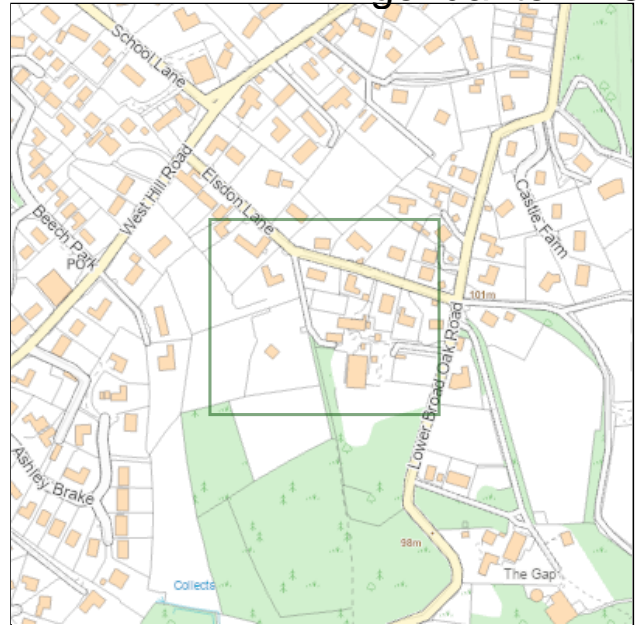 School Lane
West Hill Road
Elsdon Lane
Castle Farm
Beech Park
PO
101m
Lower Broad Oak Road
Ashley Brake
98m
The Gap
Collects